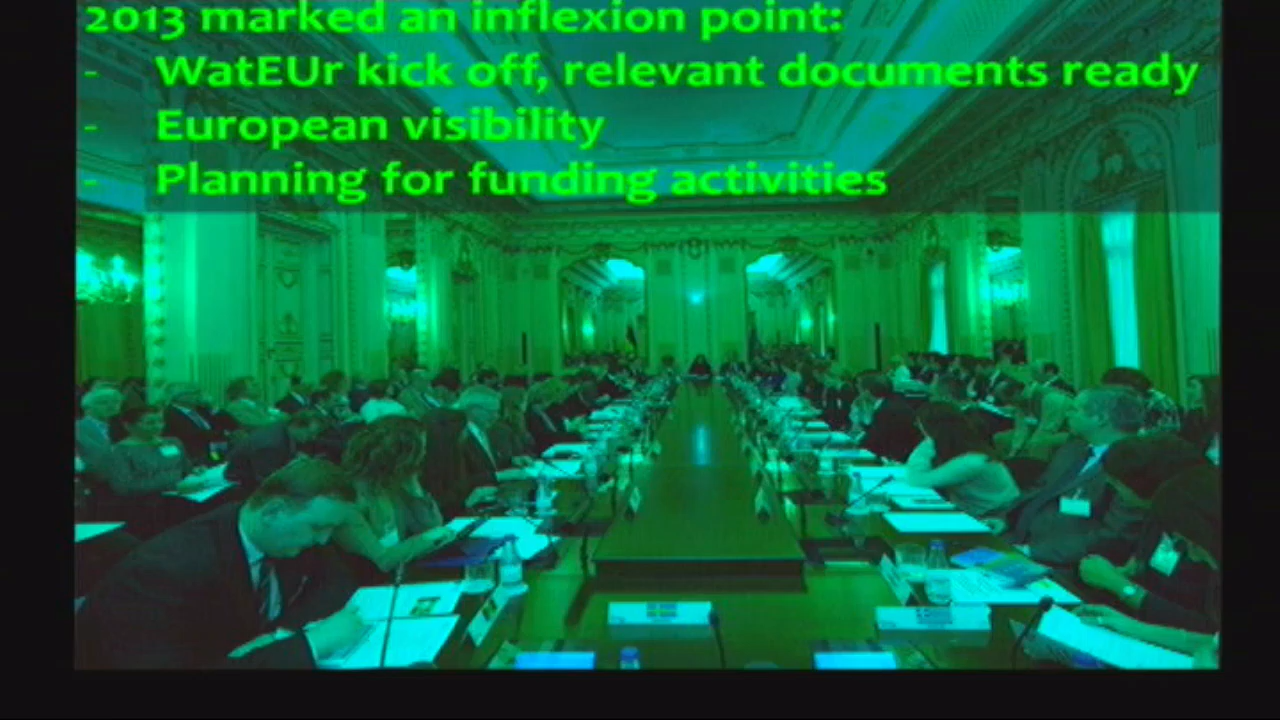 2013 marked an inflexion point:
- WatEUr kick off, relevant documents ready
- European visibility
- Planning for funding activities